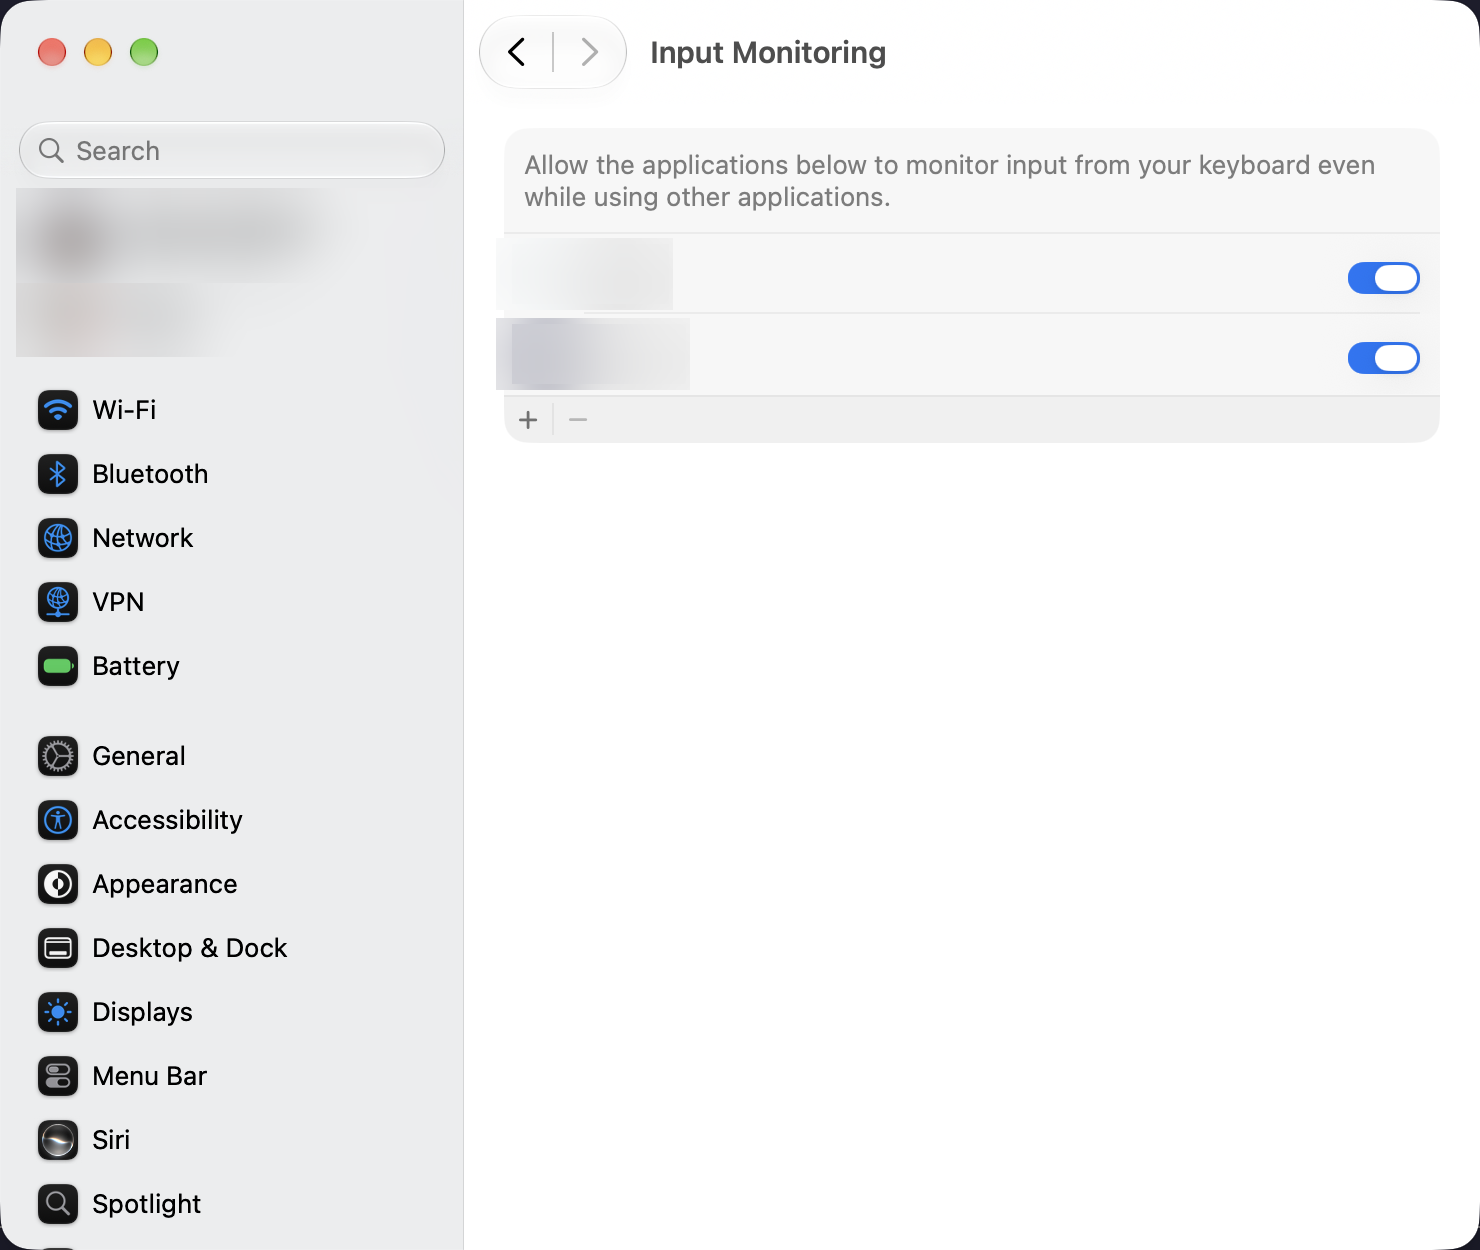 Input Monitoring
Search
Allow the applications below to monitor input from your keyboard even
while using other applications.
Wi-Fi
Bluetooth
Network
VPN
Battery
General
Accessibility
Appearance
Desktop & Dock
Displays
Menu Bar
Siri
Spotlight